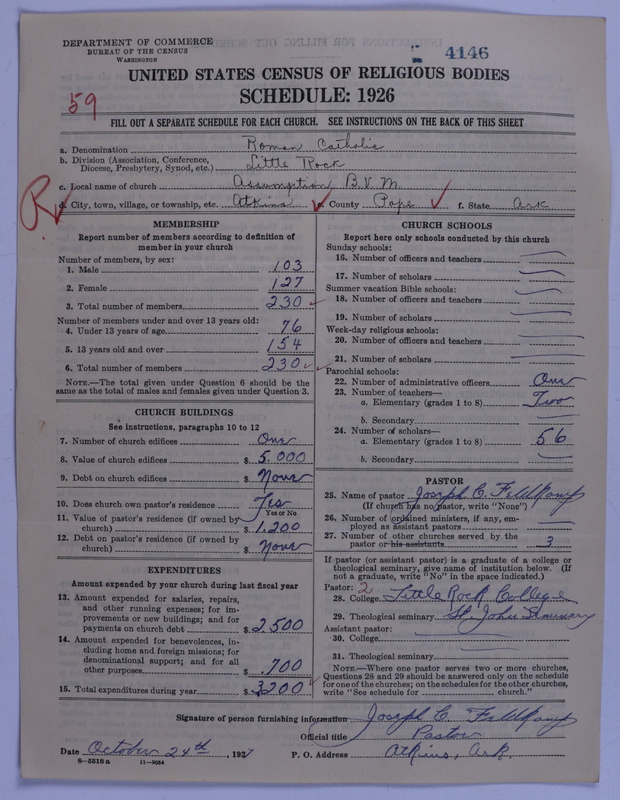 DEPARTMENT OF COMMERCE
BUREAU OF THE CENSUS
WASHINGTON
4146
59
UNITED STATES CENSUS OF RELIGIOUS BODIES
SCHEDULE: 1926
FILL OUT A SEPARATE SCHEDULE FOR EACH CHURCH. SEE INSTRUCTIONS ON THE BACK OF THIS SHEET
a. Denomination Roman Catholic
b. Division (Association, Conference, Diocese, Presbytery, Synod, etc.) Little Rock
c. Local name of church Assumption B.V.M.
R
d. City, town, village, or township, etc. Atkins e. County Pope f. State Ark
MEMBERSHIP
Report number of members according to definition of
member in your church
Number of members, by sex:
1. Male 103
2. Female 127
3. Total number of members 230
Number of members under and over 13 years old:
4. Under 13 years of age 76
5. 13 years old and over 154
6. Total number of members 230
NOTE.—The total given under Question 6 should be
same as the total of males and females given under Question 3.
CHURCH BUILDINGS
See instructions, paragraphs 10 to 12
7. Number of church edifices One
8. Value of church edifices $ 5.000
9. Debt on church edifices $ None
10. Does church own pastor's residence? Yes
Yes or No
11. Value of pastor's residence (if owned by
church) $ 1.200
12. Debt on pastor's residence (if owned by
church) $ None
EXPENDITURES
Amount expended by your church during last fiscal year
13. Amount expended for salaries, repairs,
and other running expenses; for im-
provements or new buildings; and for
payments on church debt $ 2,500
14. Amount expended for benevolences, in-
cluding home and foreign missions; for
denominational support; and for all
other purposes $ .700
15. Total expenditures during year $ 3200
CHURCH SCHOOLS
Report here only schools conducted by this church
Sunday schools:
16. Number of officers and teachers
17. Number of scholars
Summer vacation Bible schools:
18. Number of officers and teachers
19. Number of scholars
Week-day religious schools:
20. Number of officers and teachers
21. Number of scholars
Parochial schools:
22. Number of administrative officers One
23. Number of teachers—
a. Elementary (grades 1 to 8) Two
b. Secondary
24. Number of scholars—
a. Elementary (grades 1 to 8) 56
b. Secondary
PASTOR
25. Name of pastor Joseph C. Feldkamp
(If church has no pastor, write "None")
26. Number of ordained ministers, if any, em-
ployed as assistant pastors
27. Number of other churches served by the
pastor or his assistants 3
If pastor (or assistant pastor) is a graduate of a college or
theological seminary, give name of institution below. (If
not a graduate, write "No" in the space indicated.)
Pastor: 2
28. College Little Rock College
29. Theological seminary St. John Seminary
Assistant pastor:
30. College
31. Theological seminary
NOTE.—Where one pastor serves two or more churches,
Questions 28 and 29 should be answered only on the schedule
for one of the churches; on the schedules for the other churches,
write "See schedule for church."
Signature of person furnishing information Joseph C. Feldkamp
Official title Pastor
Date October 24th, 1927 P. O. Address Atkins, Ark.
8-5518 a 11-9054